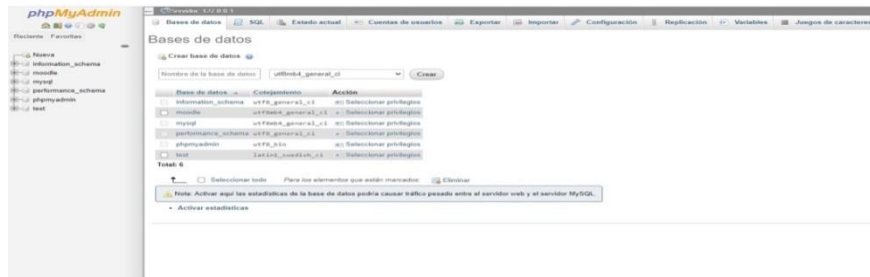 phpMyAdmin
Reciente Favoritas
Nueva
information_schema
moodle
mysql
performance_schema
phpmyadmin
test
Servidor: 127.0.0.1
Bases de datos SQL Estado actual Cuentas de usuarios Exportar Importar Configuración Replicación Variables Juegos de caracteres
Bases de datos
Crear base de datos
Nombre de la base de datos utf8mb4_general_ci Crear
Base de datos Cotejamiento Acción
information_schema utf8_general_ci Seleccionar privilegios
moodle utf8mb4_general_ci Seleccionar privilegios
mysql utf8mb4_general_ci Seleccionar privilegios
performance_schema utf8_general_ci Seleccionar privilegios
phpmyadmin utf8_bin Seleccionar privilegios
test latin1_swedish_ci Seleccionar privilegios
Total: 6
Seleccionar todo Para los elementos que están marcados: Eliminar
Nota: Activar aquí las estadísticas de la base de datos podría causar tráfico pesado entre el servidor web y el servidor MySQL.
• Activar estadísticas